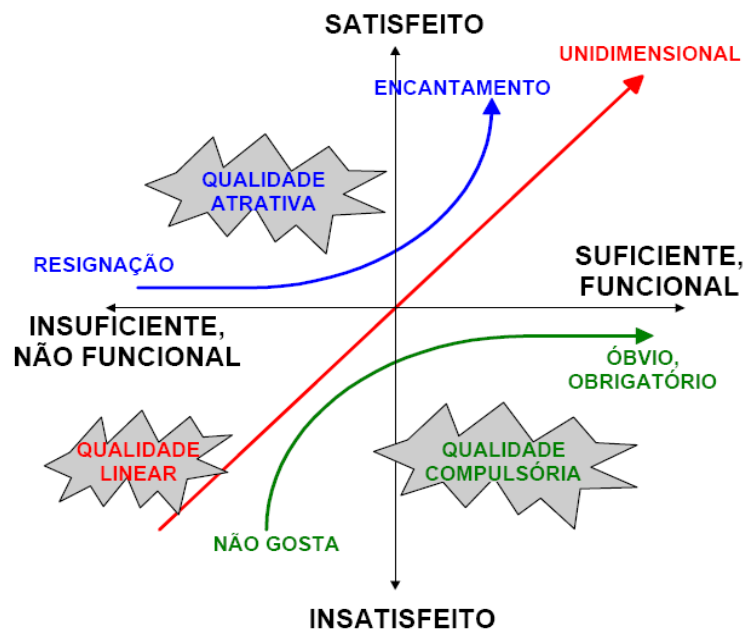 SATISFEITO
UNIDIMENSIONAL
ENCANTAMENTO
QUALIDADE
ATRATIVA
RESIGNAÇÃO
SUFICIENTE,
FUNCIONAL
INSUFICIENTE,
NÃO FUNCIONAL
ÓBVIO,
OBRIGATÓRIO
QUALIDADE
LINEAR
QUALIDADE
COMPULSÓRIA
NÃO GOSTA
INSATISFEITO